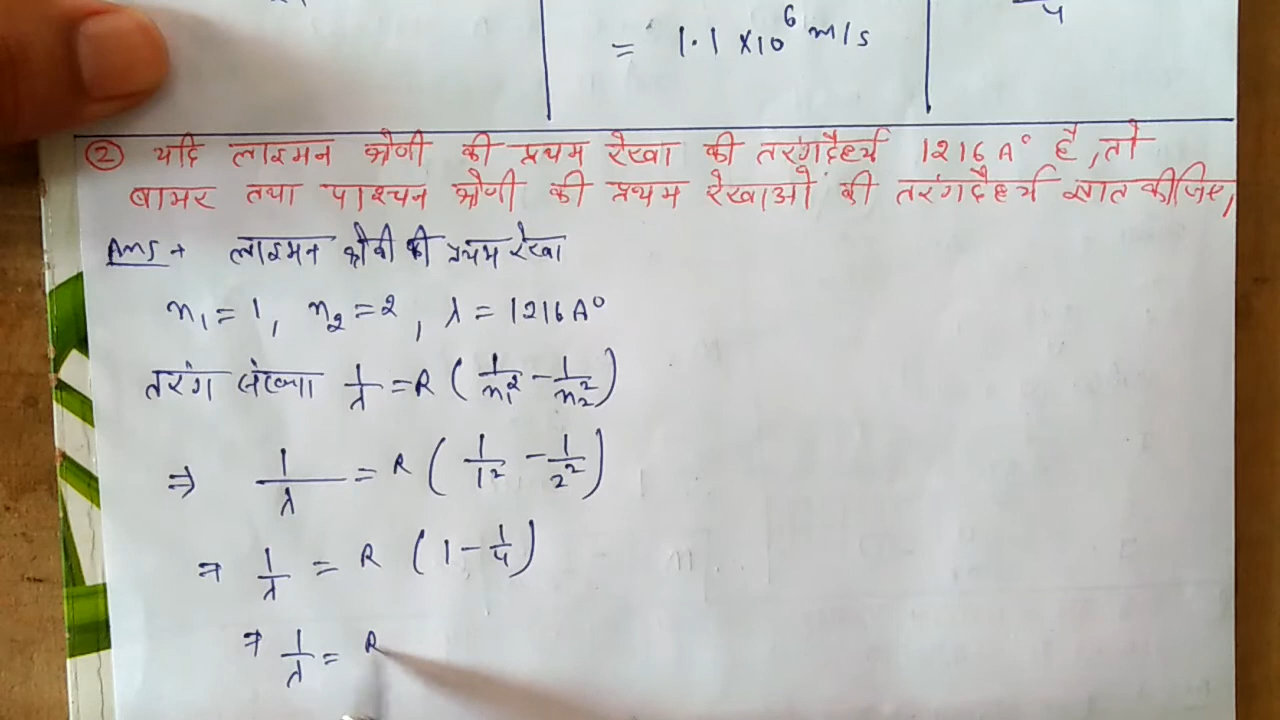 4
= 1.1 × 10⁶ m/s
② यदि लाइमन श्रेणी की प्रथम रेखा की तरंगदैर्ध्य 1216 A° है, तो
बामर तथा पाश्चन श्रेणी की प्रथम रेखाओं की तरंगदैर्ध्य ज्ञात कीजिए,
Ans → लाइमन श्रेणी की प्रथम रेखा
n₁ = 1, n₂ = 2, λ = 1216 A°
तरंग संख्या 1/λ = R (1/n₁² - 1/n₂²)
⇒ 1/λ = R (1/1² - 1/2²)
⇒ 1/λ = R (1 - 1/4)
⇒ 1/λ = R